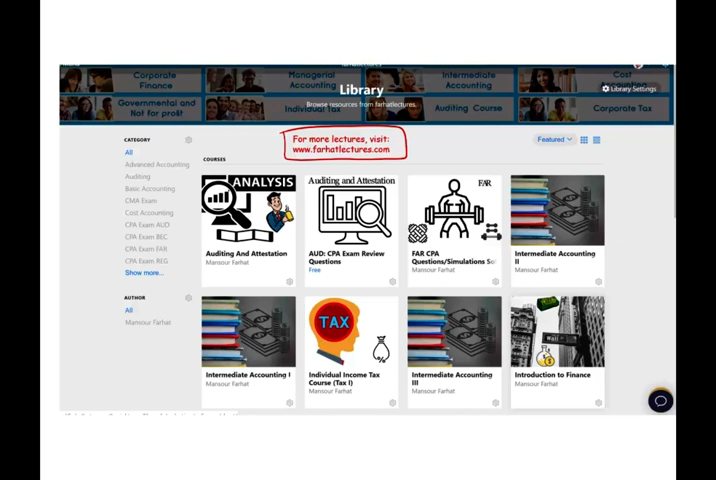 Corporate
Finance
Managerial
Accounting
Intermediate
Accounting
Cost
Accounting
Library
Library Settings
Browse resources from farhatlectures.
Governmental and
Not for profit
Individual Tax
Auditing Course
Corporate Tax
For more lectures, visit:
www.farhatlectures.com
Featured
CATEGORY
All
Advanced Accounting
Auditing
Basic Accounting
CMA Exam
Cost Accounting
CPA Exam AUD
CPA Exam BEC
CPA Exam FAR
CPA Exam REG
Show more...
AUTHOR
All
Mansour Farhat
COURSES
ANALYSIS
Auditing And Attestation
Mansour Farhat
Auditing and Attestation
AUD: CPA Exam Review
Questions
Free
FAR
FAR CPA
Questions/Simulations Sol
Mansour Farhat
Intermediate Accounting
II
Mansour Farhat
Intermediate Accounting I
Mansour Farhat
TAX
Individual Income Tax
Course (Tax I)
Mansour Farhat
Intermediate Accounting
III
Mansour Farhat
Wall
Introduction to Finance
Mansour Farhat